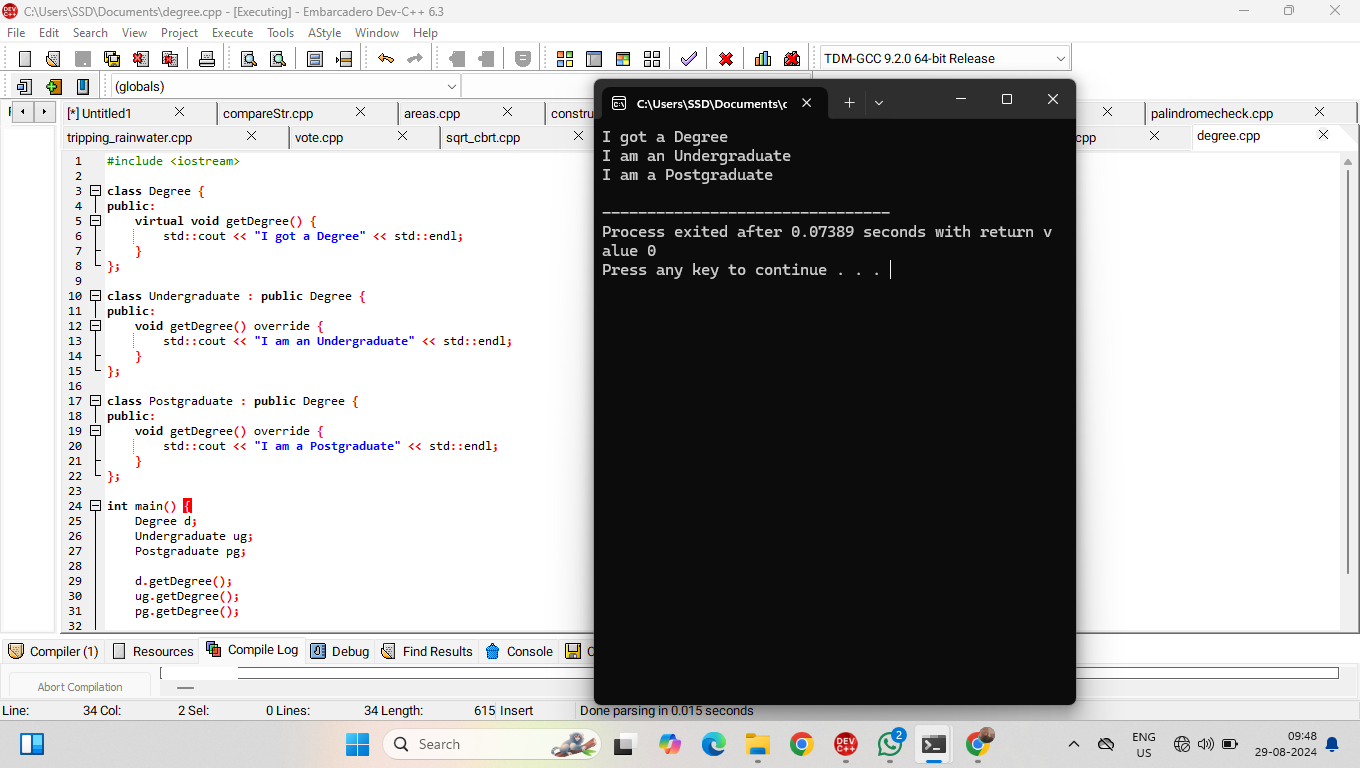 C:\Users\SSD\Documents\degree.cpp - [Executing] - Embarcadero Dev-C++ 6.3
File Edit Search View Project Execute Tools AStyle Window Help
TDM-GCC 9.2.0 64-bit Release
(globals)
[*] Untitled1 compareStr.cpp areas.cpp constru palindromecheck.cpp
tripping_rainwater.cpp vote.cpp sqrt_cbrt.cpp cpp degree.cpp
1 #include <iostream>
2
3 class Degree {
4 public:
5 virtual void getDegree() {
6 std::cout << "I got a Degree" << std::endl;
7 }
8 };
9
10 class Undergraduate : public Degree {
11 public:
12 void getDegree() override {
13 std::cout << "I am an Undergraduate" << std::endl;
14 }
15 };
16
17 class Postgraduate : public Degree {
18 public:
19 void getDegree() override {
20 std::cout << "I am a Postgraduate" << std::endl;
21 }
22 };
23
24 int main() {
25 Degree d;
26 Undergraduate ug;
27 Postgraduate pg;
28
29 d.getDegree();
30 ug.getDegree();
31 pg.getDegree();
32
C:\Users\SSD\Documents\c
I got a Degree
I am an Undergraduate
I am a Postgraduate
--------------------------------
Process exited after 0.07389 seconds with return v
alue 0
Press any key to continue . . .
Compiler (1) Resources Compile Log Debug Find Results Console
Abort Compilation
Line: 34 Col: 2 Sel: 0 Lines: 34 Length: 615 Insert Done parsing in 0.015 seconds
Search
DEV C++
2
ENG
US
09:48
29-08-2024